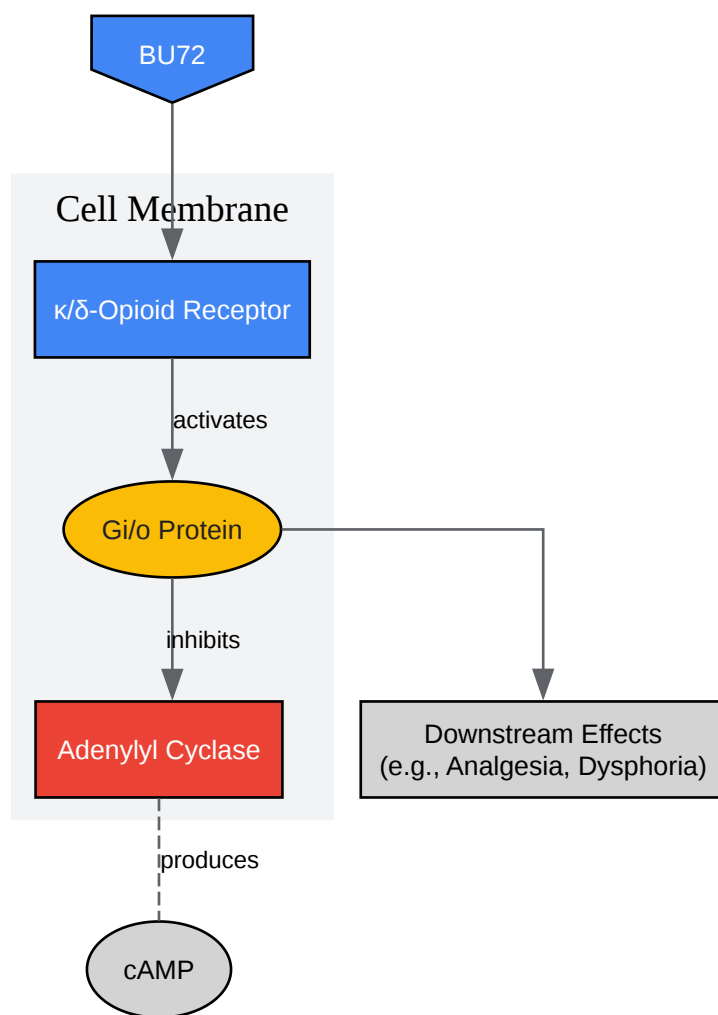 BU72
Cell Membrane
κ/δ-Opioid Receptor
activates
Gi/o Protein
inhibits
Adenylyl Cyclase
Downstream Effects
(e.g., Analgesia, Dysphoria)
produces
cAMP